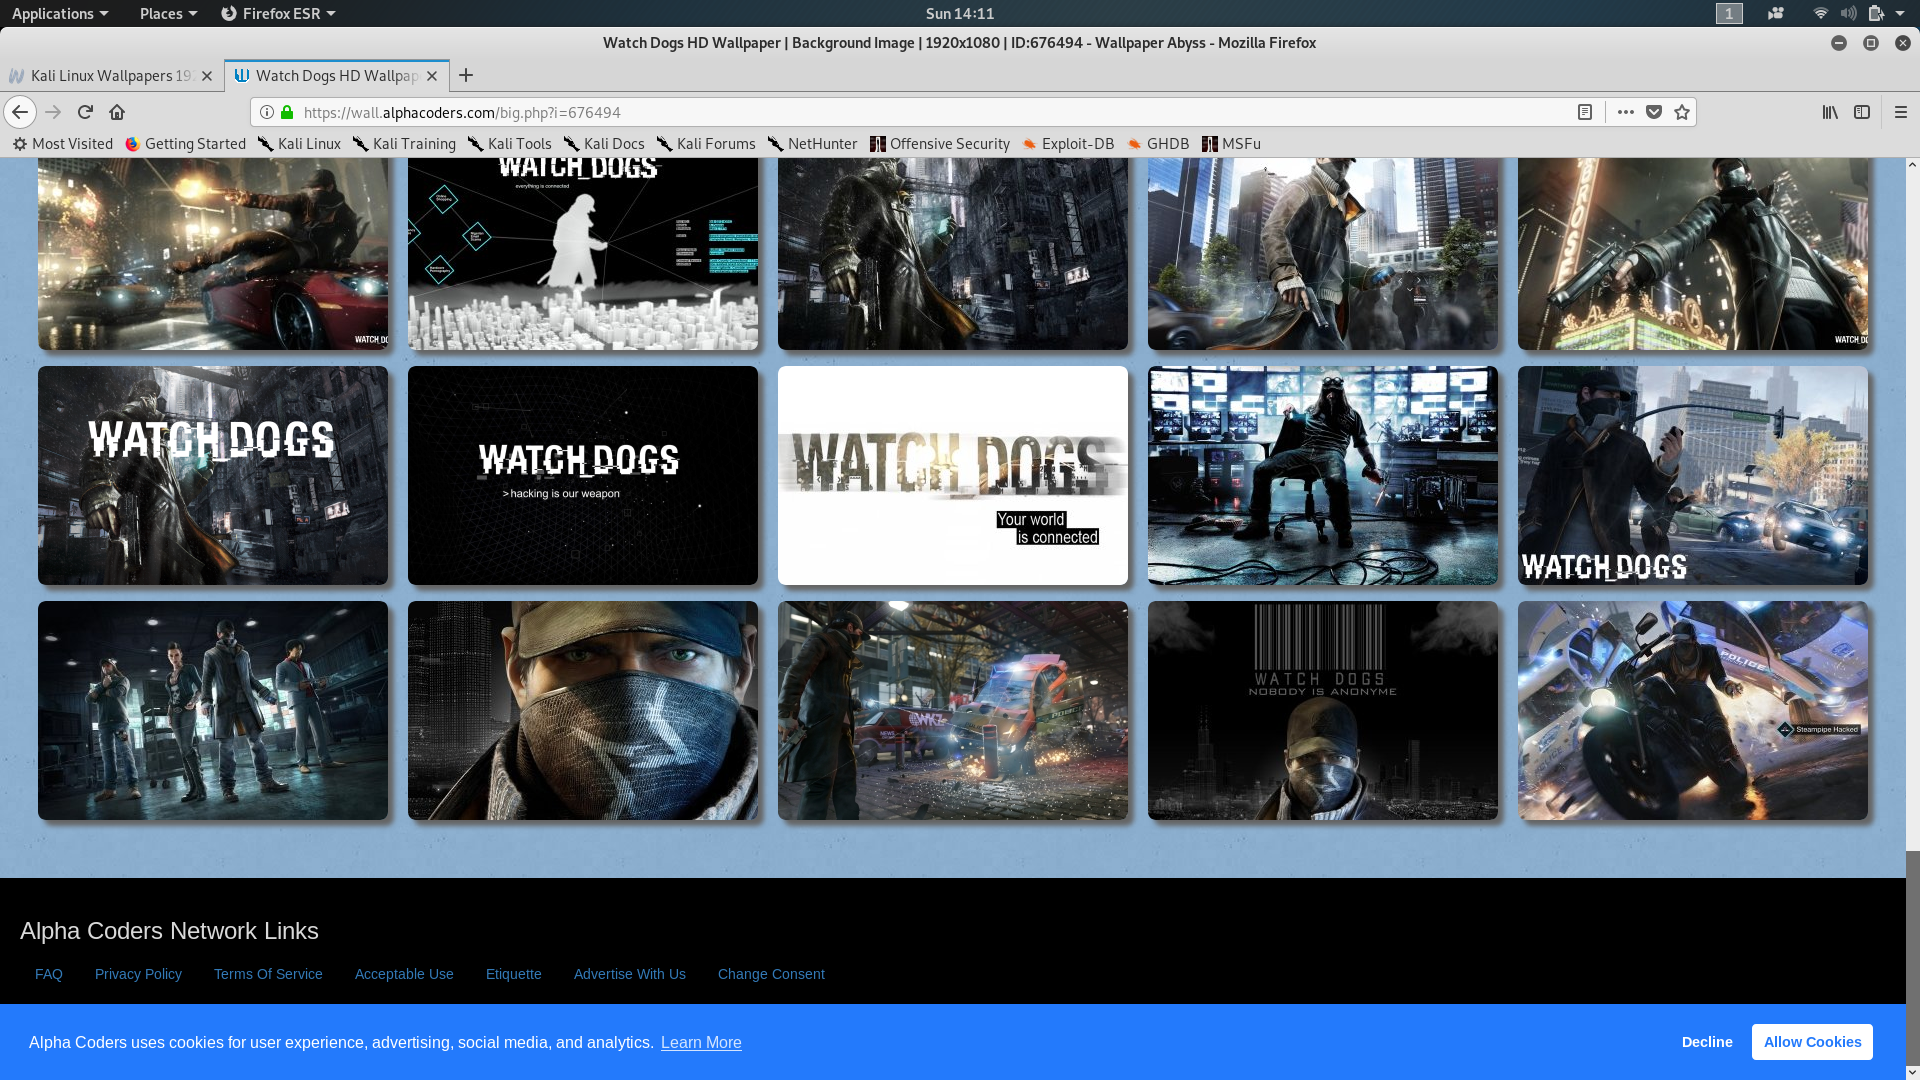 Applications Places Firefox ESR Sun 14:11 1
Watch Dogs HD Wallpaper | Background Image | 1920x1080 | ID:676494 - Wallpaper Abyss - Mozilla Firefox
Kali Linux Wallpapers 19 Watch Dogs HD Wallpap
https://wall.alphacoders.com/big.php?i=676494
Most Visited Getting Started Kali Linux Kali Training Kali Tools Kali Docs Kali Forums NetHunter Offensive Security Exploit-DB GHDB MSFu
WATCH_DOGS
everything is connected
WATCH_DO
WATCH_DO
WATCH_DOGS
WATCH_DOGS
>hacking is our weapon
WATCH_DOGS
Your world
is connected
WATCH_DOGS
WKZ
NEWS
WATCH DOGS
NOBODY IS ANONYME
POLICE
Steampipe Hacked
Alpha Coders Network Links
FAQ Privacy Policy Terms Of Service Acceptable Use Etiquette Advertise With Us Change Consent
Alpha Coders uses cookies for user experience, advertising, social media, and analytics. Learn More
Decline Allow Cookies